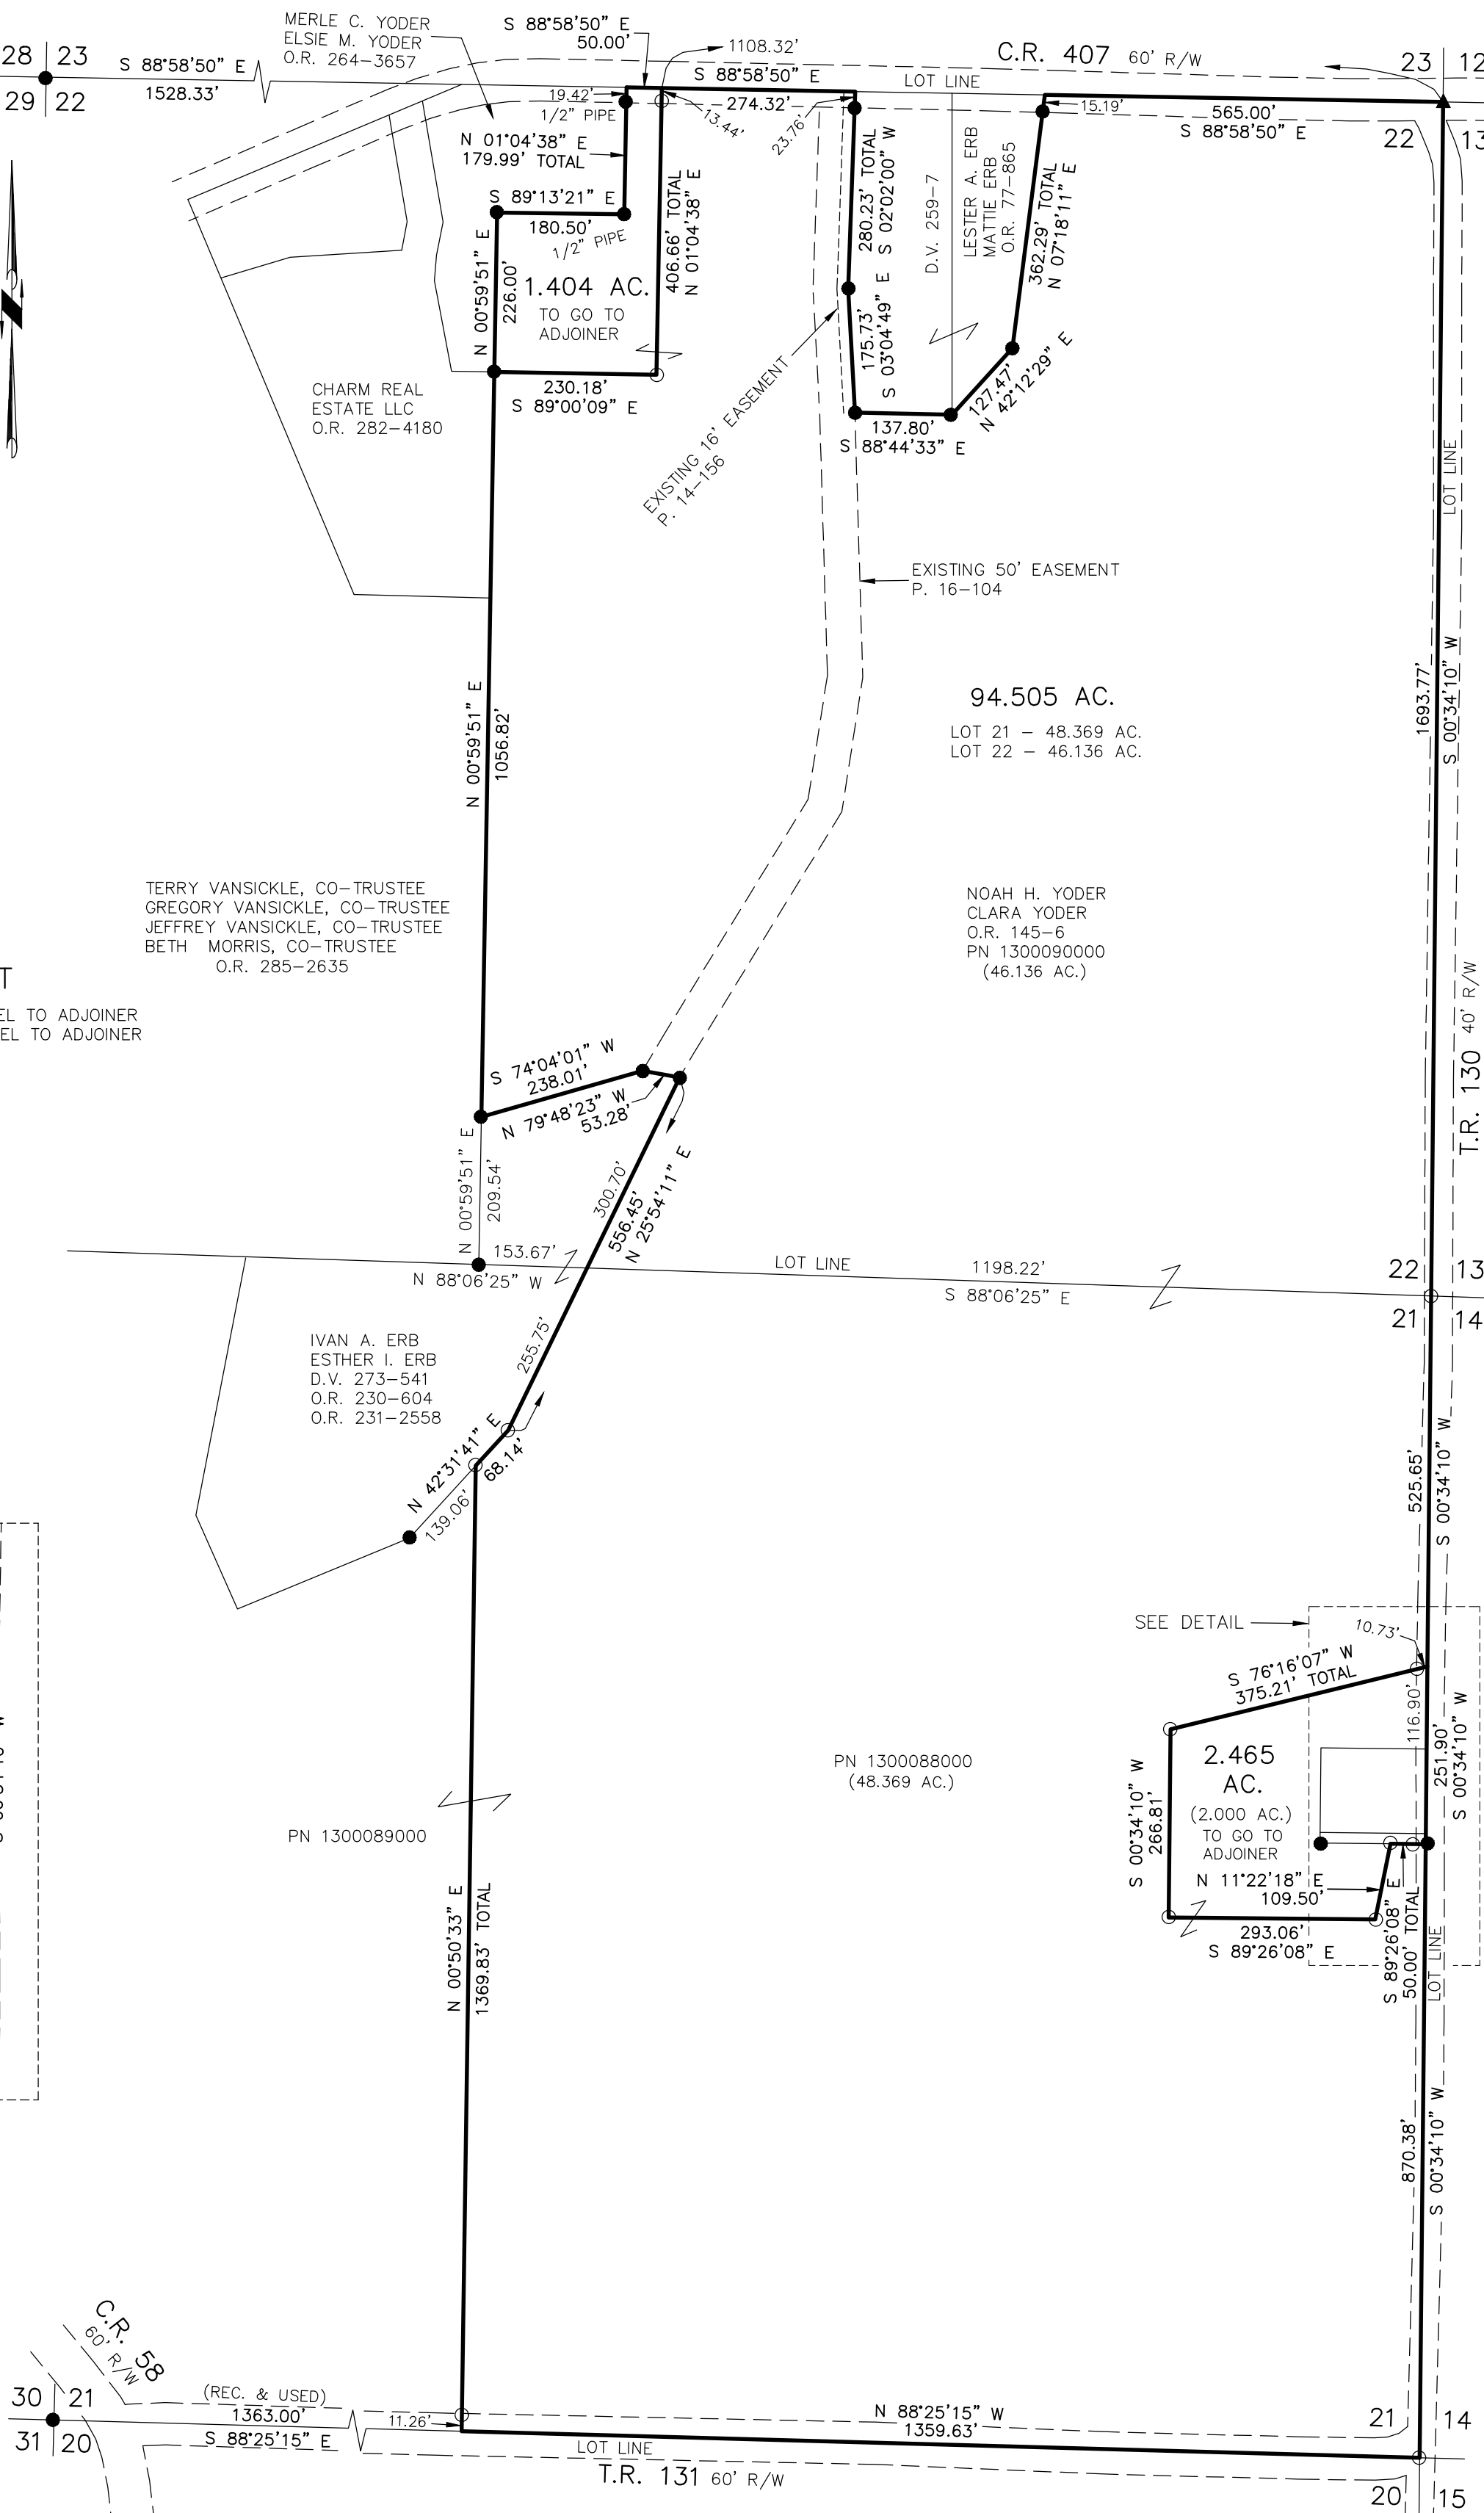 MERLE C. YODER
ELSIE M. YODER
O.R. 264-3657
S 88°58'50" E
50.00'
1108.32'
C.R. 407 60' R/W
28 23
29 22
S 88°58'50" E
1528.33'
S 88°58'50" E
274.32'
LOT LINE
23 12
22 13
19.42'
1/2" PIPE
13.44'
23.76'
15.19'
565.00'
S 88°58'50" E
N 01°04'38" E
179.99' TOTAL
S 89°13'21" E
180.50'
1/2" PIPE
406.66' TOTAL
N 01°04'38" E
280.23' TOTAL
S 02°02'00" W
D.V. 259-7
LESTER A. ERB
MATTIE ERB
O.R. 77-865
362.29' TOTAL
N 07°18'11" E
N 00°59'51" E
226.00'
1.404 AC.
TO GO TO
ADJOINER
175.73'
S 03°04'49" E
127.47'
N 42°12'29" E
230.18'
S 89°00'09" E
137.80'
S 88°44'33" E
CHARM REAL
ESTATE LLC
O.R. 282-4180
EXISTING 16' EASEMENT
P. 14-156
LOT LINE
EXISTING 50' EASEMENT
P. 16-104
N 00°59'51" E
1056.82'
94.505 AC.
LOT 21 - 48.369 AC.
LOT 22 - 46.136 AC.
1693.77'
S 00°34'10" W
TERRY VANSICKLE, CO-TRUSTEE
GREGORY VANSICKLE, CO-TRUSTEE
JEFFREY VANSICKLE, CO-TRUSTEE
BETH MORRIS, CO-TRUSTEE
O.R. 285-2635
NOAH H. YODER
CLARA YODER
O.R. 145-6
PN 1300090000
(46.136 AC.)
T
EL TO ADJOINER
EL TO ADJOINER
T.R. 130 40' R/W
S 74°04'01" W
238.01'
N 79°48'23" W
53.28'
N 00°59'51" E
209.54'
300.70'
556.45'
N 25°54'11" E
153.67'
N 88°06'25" W
LOT LINE
1198.22'
S 88°06'25" E
22 13
21 14
IVAN A. ERB
ESTHER I. ERB
D.V. 273-541
O.R. 230-604
O.R. 231-2558
255.75'
N 42°31'41" E
68.14'
139.06'
525.65'
S 00°34'10" W
SEE DETAIL
10.73'
S 76°16'07" W
375.21' TOTAL
116.90'
251.90'
S 00°34'10" W
PN 1300088000
(48.369 AC.)
2.465
AC.
(2.000 AC.)
TO GO TO
ADJOINER
S 00°34'10" W
266.81'
PN 1300089000
N 11°22'18" E
109.50'
293.06'
S 89°26'08" E
S 89°26'08" E
50.00' TOTAL
LOT LINE
N 00°50'33" E
1369.83' TOTAL
870.38'
S 00°34'10" W
C.R. 58
60' R/W
30 21
31 20
(REC. & USED)
1363.00'
S 88°25'15" E
11.26'
N 88°25'15" W
1359.63'
LOT LINE
T.R. 131 60' R/W
21 14
20 15